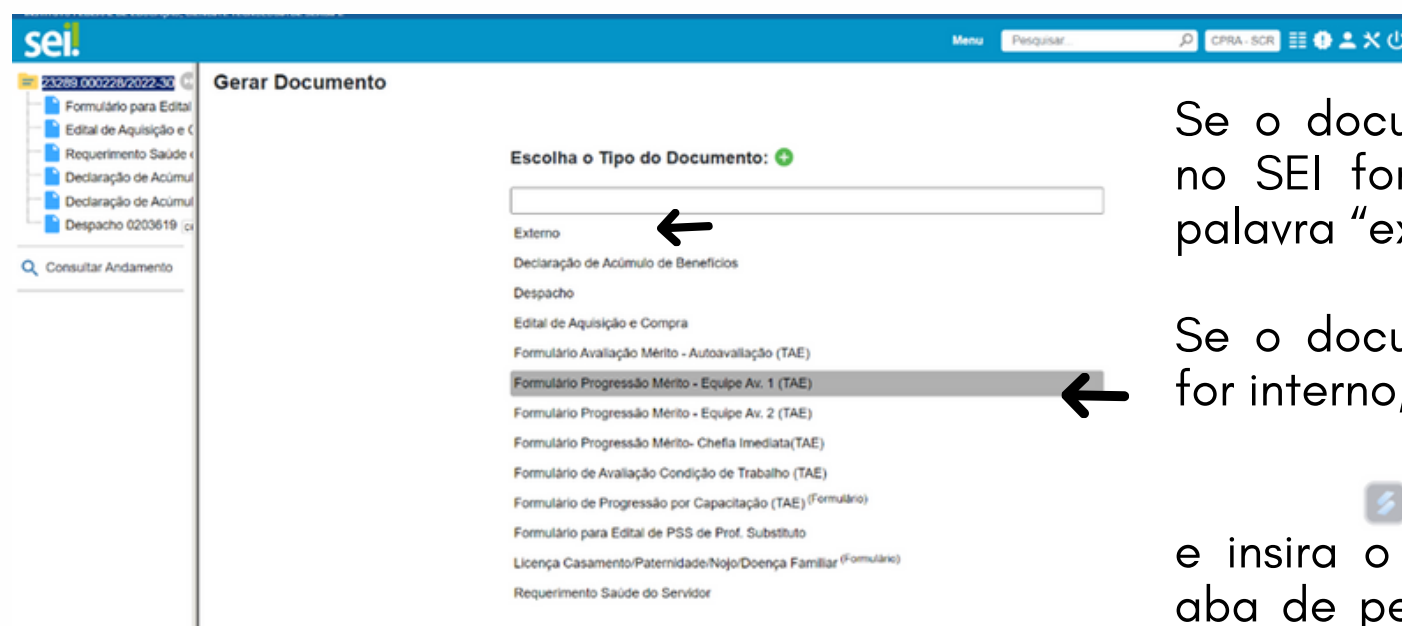 sei!
Menu Pesquisar... CPRA - SCR
23289.000228/2022-30
Formulário para Edital
Edital de Aquisição e C
Requerimento Saúde
Declaração de Acúmul
Declaração de Acúmul
Despacho 0203619
Consultar Andamento
Gerar Documento
Escolha o Tipo do Documento:
Externo
Declaração de Acúmulo de Benefícios
Despacho
Edital de Aquisição e Compra
Formulário Avaliação Mérito - Autoavaliação (TAE)
Formulário Progressão Mérito - Equipe Av. 1 (TAE)
Formulário Progressão Mérito - Equipe Av. 2 (TAE)
Formulário Progressão Mérito- Chefia Imediata(TAE)
Formulário de Avaliação Condição de Trabalho (TAE)
Formulário de Progressão por Capacitação (TAE) (Formulário)
Formulário para Edital de PSS de Prof. Substituto
Licença Casamento/Paternidade/Nojo/Doença Familiar (Formulário)
Requerimento Saúde do Servidor
Se o docu
no SEI for
palavra “ex
Se o docu
for interno,
e insira o
aba de pe